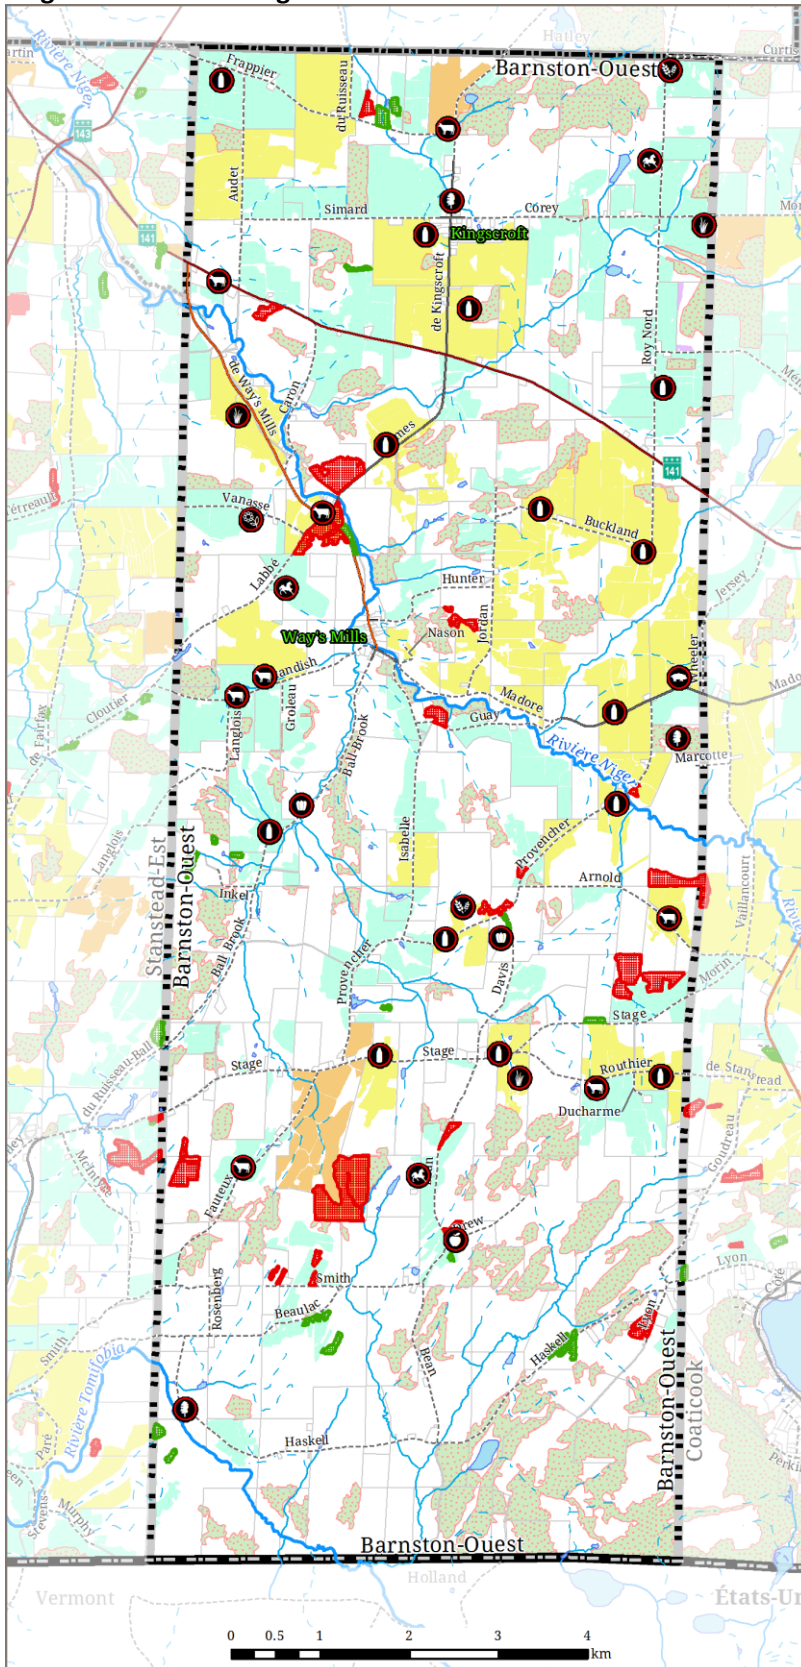 Hatley
Curtis
Frappier
Barnston-Ouest
Rivière Niger
du Ruisseau
143
Audet
Simard
Corey
Kingscroft
141
de Kingscroft
Roy Nord
de Way's Mills
Caron
141
Vanasse
Buckland
Labbé
Hunter
Jersey
Nason
Jordan
Way's Mills
Wheeler
Madore
Cloutier
Groleau
Langlois
Guay
de Fairfax
Ball-Brook
Rivière Niger
Marcotte
Isabelle
Provencher
Langlois
Stanstead-Est
Barnston-Ouest
Arnold
Vaillancourt
Inkel
Ball Brook
Provencher
Davis
Morin
Stage
du Ruisseau-Ball
Stage
Stage
Routhier
de Stanstead
Ducharme
McIntyre
Goudreau
Fauteux
Lyon
Smith
Rosenberg
Beaulac
Lyon
Smith
Haskell
Bean
Barnston-Ouest
Coaticook
Rivière Tomifobia
Paré
Haskell
Stevens
Murphy
Barnston-Ouest
Holland
Vermont
0 0.5 1 2 3 4
km